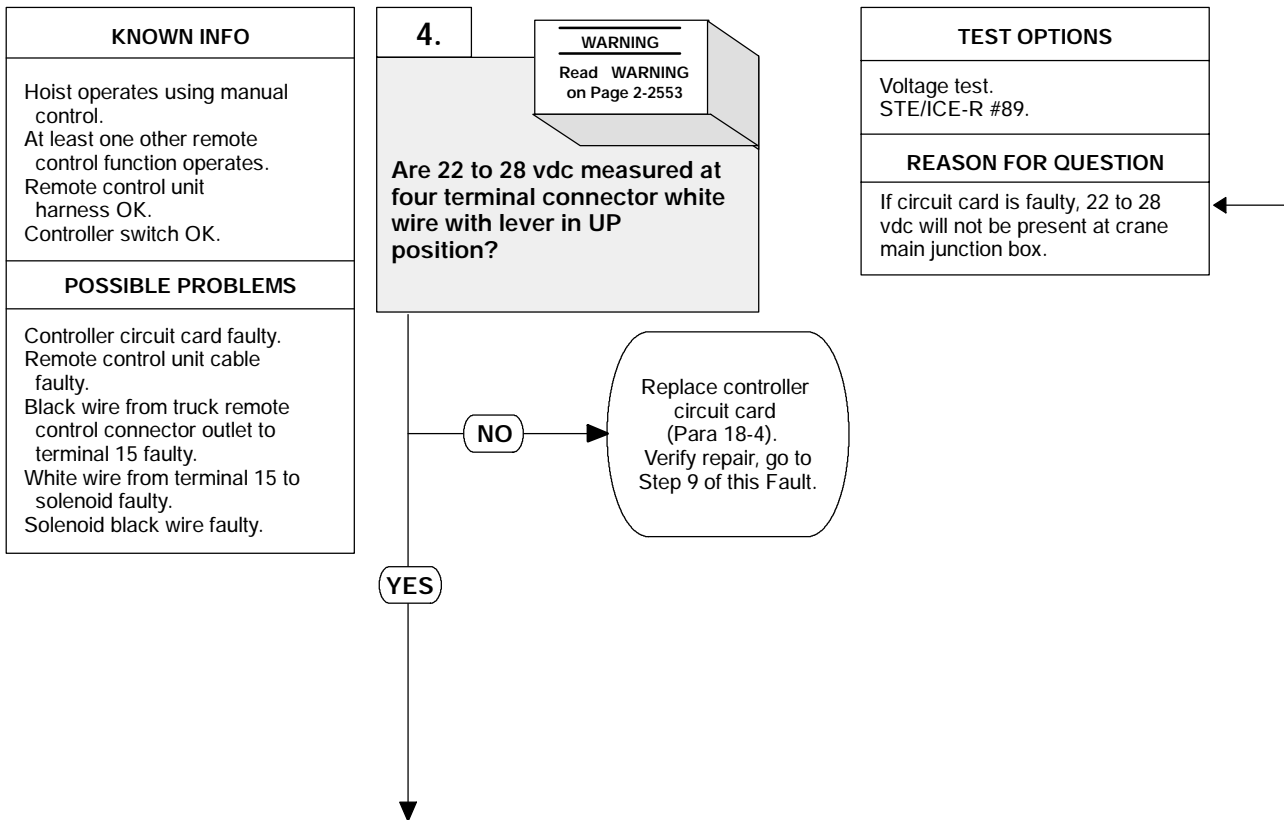 KNOWN INFO
Hoist operates using manual
control.
At least one other remote
control function operates.
Remote control unit
harness OK.
Controller switch OK.
POSSIBLE PROBLEMS
Controller circuit card faulty.
Remote control unit cable
faulty.
Black wire from truck remote
control connector outlet to
terminal 15 faulty.
White wire from terminal 15 to
solenoid faulty.
Solenoid black wire faulty.
4.
WARNING
Read WARNING
on Page 2-2553
Are 22 to 28 vdc measured at
four terminal connector white
wire with lever in UP
position?
NO
Replace controller
circuit card
(Para 18-4).
Verify repair, go to
Step 9 of this Fault.
YES
TEST OPTIONS
Voltage test.
STE/ICE-R #89.
REASON FOR QUESTION
If circuit card is faulty, 22 to 28
vdc will not be present at crane
main junction box.